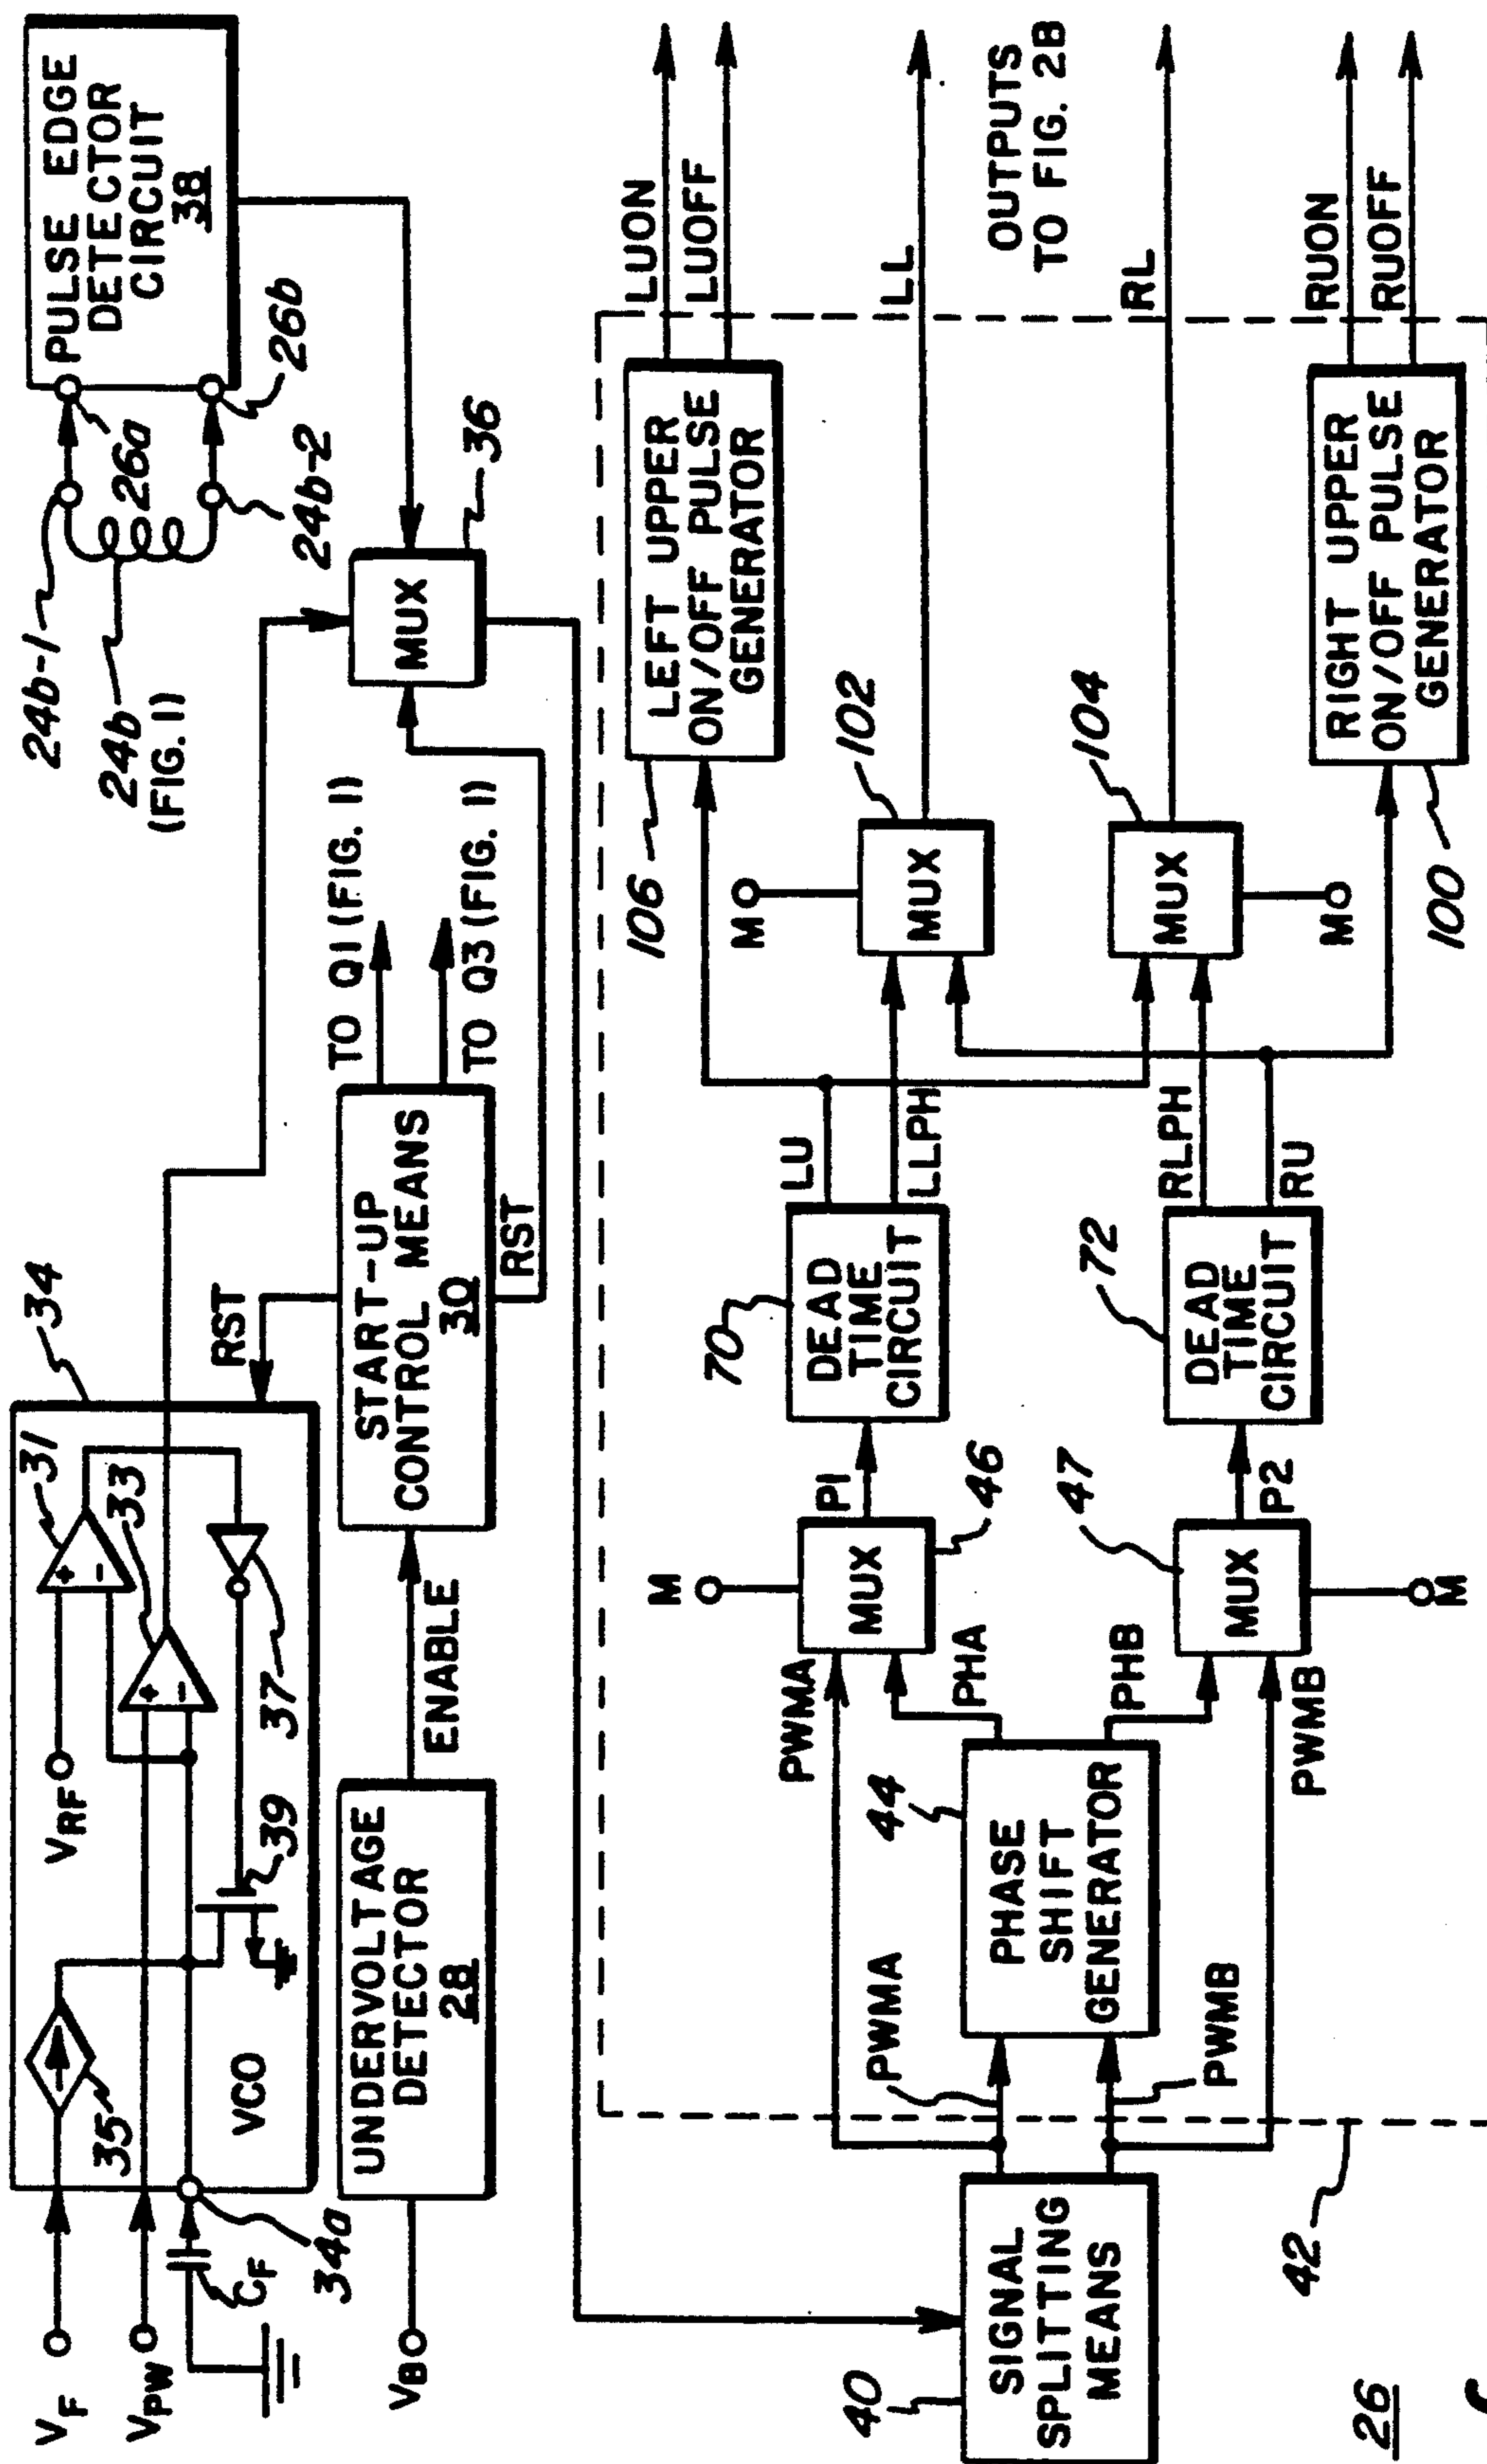 V_F
V_PW
C_F
34a
35
VCO
V_RF
39
37
33
31
34
RST
V_B
UNDERVOLTAGE
DETECTOR
28
ENABLE
START-UP
CONTROL MEANS
30
RST
TO Q1 (FIG. 1)
TO Q3 (FIG. 1)
24b-1
24b
(FIG. 1)
24b-2
26a
26b
PULSE EDGE
DETECTOR
CIRCUIT
38
MUX
36
40
SIGNAL
SPLITTING
MEANS
42
PWMA
PWMB
44
PHASE
SHIFT
GENERATOR
PWMA
PHA
PHB
PWMB
M
MUX
46
P1
47
MUX
P2
M
70
DEAD
TIME
CIRCUIT
72
DEAD
TIME
CIRCUIT
LU
LLPH
RLPH
RU
M
MUX
102
MUX
104
M
106
LEFT UPPER
ON/OFF PULSE
GENERATOR
100
RIGHT UPPER
ON/OFF PULSE
GENERATOR
LUON
LUOFF
LL
OUTPUTS
TO FIG. 2B
RL
RUON
RUOFF
26